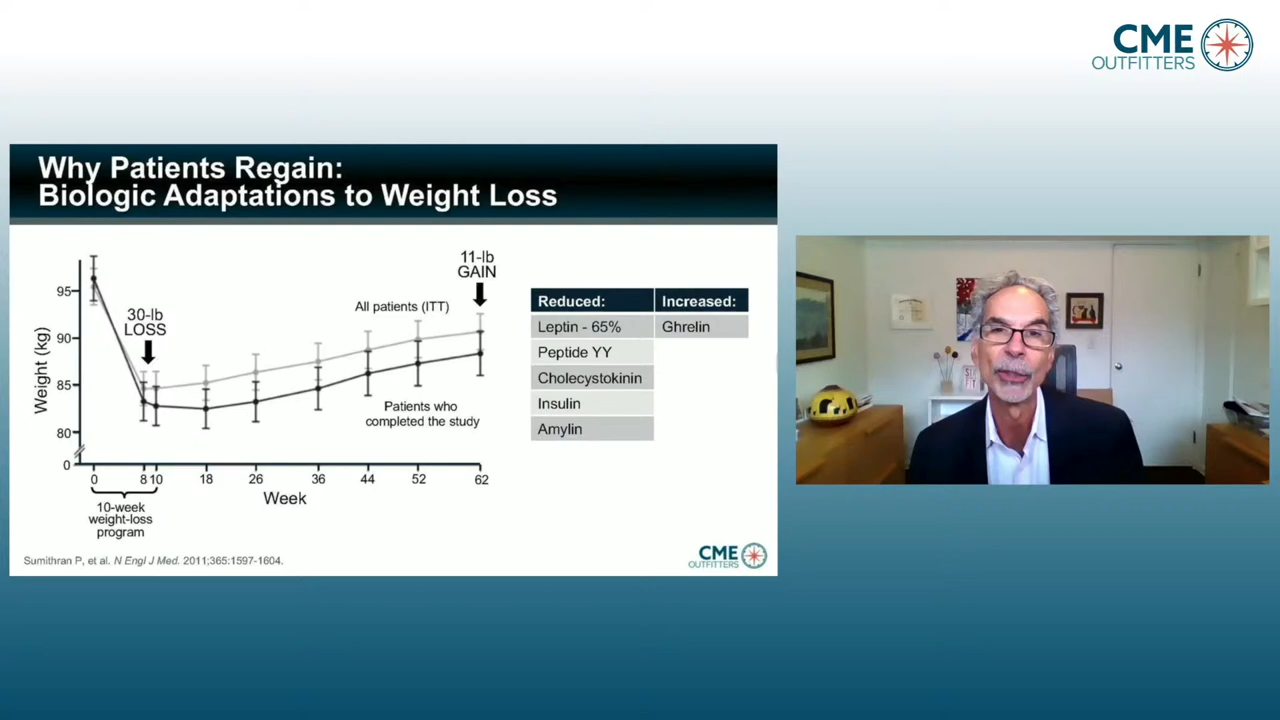 CME
OUTFITTERS
Why Patients Regain:
Biologic Adaptations to Weight Loss
11-lb
GAIN
All patients (ITT)
30-lb
LOSS
Patients who
completed the study
Weight (kg)
95
90
85
80
0
0 8 10 18 26 36 44 52 62
Week
10-week
weight-loss
program
Reduced: Increased:
Leptin - 65% Ghrelin
Peptide YY
Cholecystokinin
Insulin
Amylin
Sumithran P, et al. N Engl J Med. 2011;365:1597-1604.
CME
OUTFITTERS